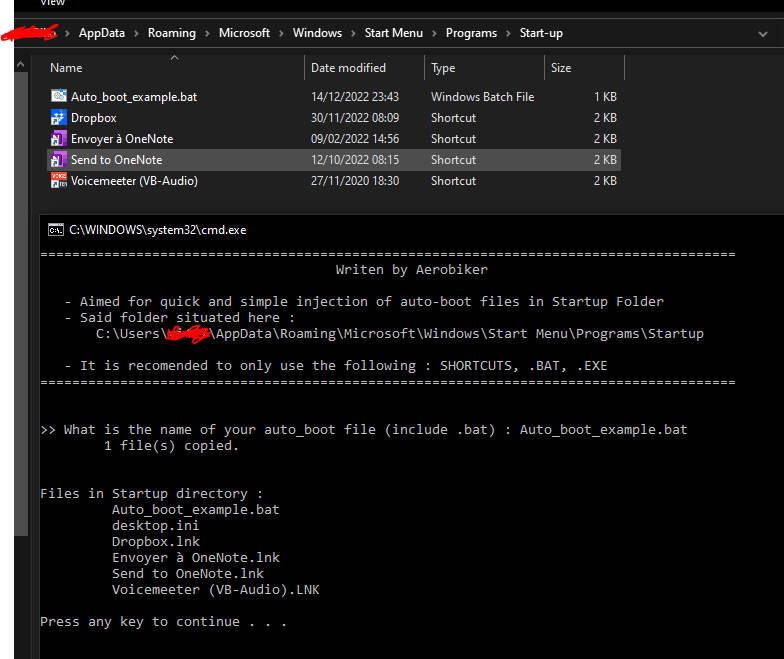 View
AppData > Roaming > Microsoft > Windows > Start Menu > Programs > Start-up
Name Date modified Type Size
Auto_boot_example.bat 14/12/2022 23:43 Windows Batch File 1 KB
Dropbox 30/11/2022 08:09 Shortcut 2 KB
Envoyer à OneNote 09/02/2022 14:56 Shortcut 2 KB
Send to OneNote 12/10/2022 08:15 Shortcut 2 KB
Voicemeeter (VB-Audio) 27/11/2020 18:30 Shortcut 2 KB
C:\WINDOWS\system32\cmd.exe
=======================================================================================
Writen by Aerobiker
- Aimed for quick and simple injection of auto-boot files in Startup Folder
- Said folder situated here :
C:\Users\ \AppData\Roaming\Microsoft\Windows\Start Menu\Programs\Startup
- It is recomended to only use the following : SHORTCUTS, .BAT, .EXE
=======================================================================================
>> What is the name of your auto_boot file (include .bat) : Auto_boot_example.bat
1 file(s) copied.
Files in Startup directory :
Auto_boot_example.bat
desktop.ini
Dropbox.lnk
Envoyer à OneNote.lnk
Send to OneNote.lnk
Voicemeeter (VB-Audio).LNK
Press any key to continue . . .